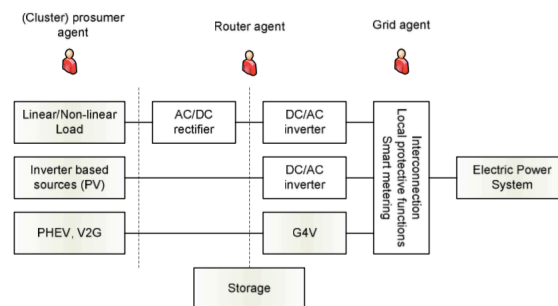 (Cluster) prosumer
agent
Router agent
Grid agent
Linear/Non-linear
Load
AC/DC
rectifier
DC/AC
inverter
Inverter based
sources (PV)
DC/AC
inverter
PHEV, V2G
G4V
Interconnection
Local protective functions
Smart metering
Electric Power
System
Storage